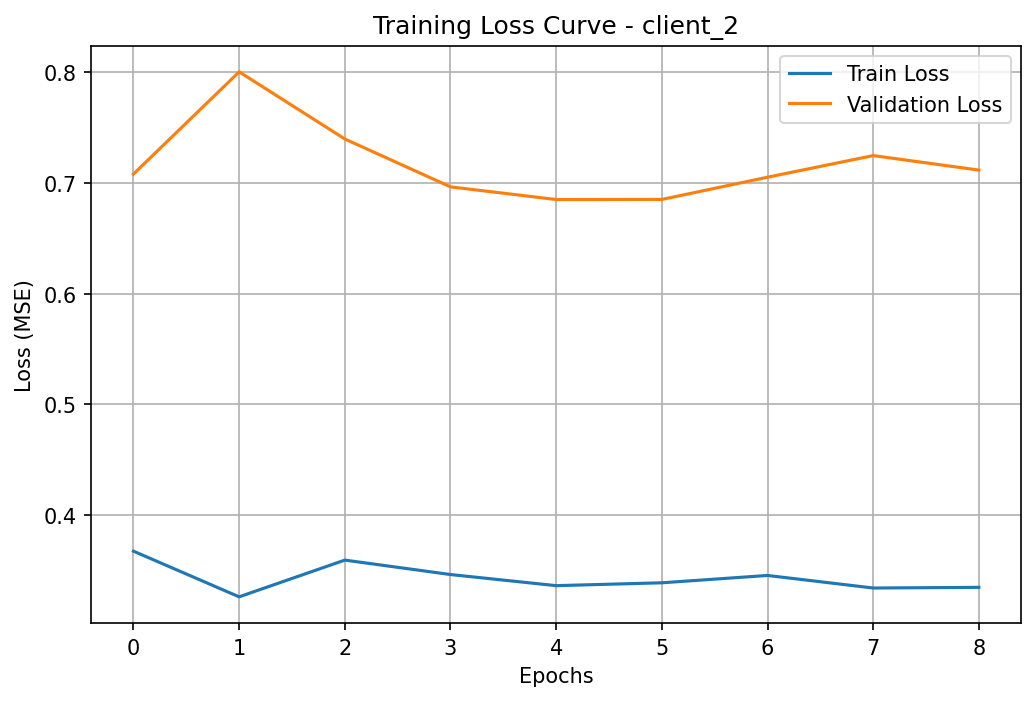 Training Loss Curve - client_2
Train Loss
Validation Loss
0.8
0.7
0.6
0.5
0.4
Loss (MSE)
0 1 2 3 4 5 6 7 8
Epochs